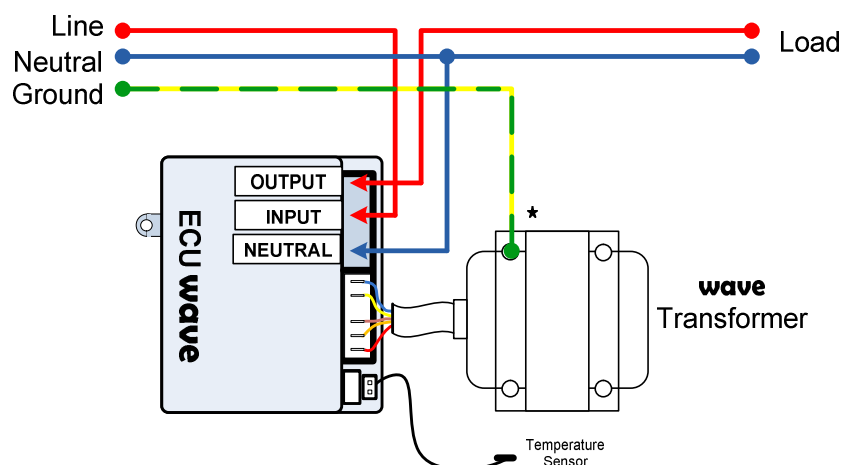 Line
Neutral
Ground
Load
OUTPUT
INPUT
NEUTRAL
ECU wave
*
wave
Transformer
Temperature
Sensor